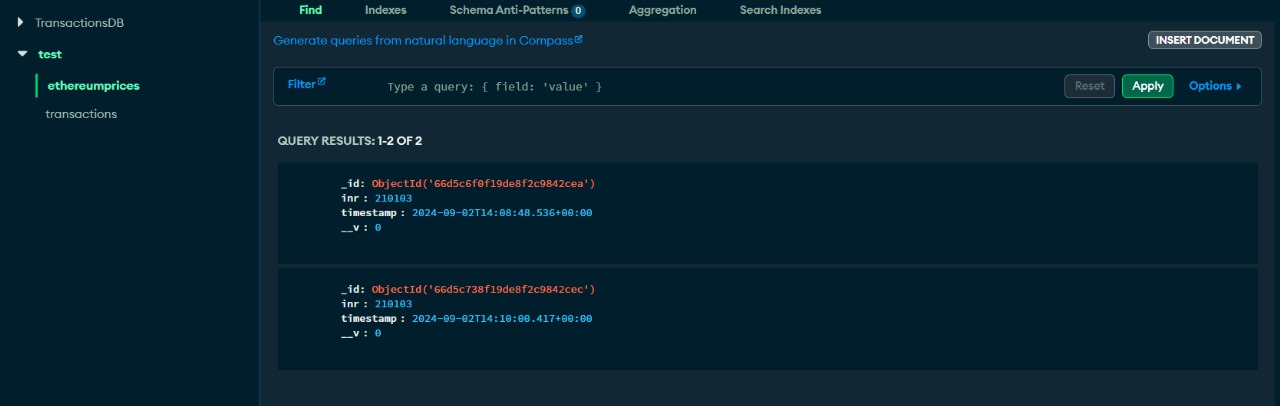 TransactionsDB
test
ethereumprices
transactions
Find Indexes Schema Anti-Patterns 0 Aggregation Search Indexes
Generate queries from natural language in Compass
INSERT DOCUMENT
Filter Type a query: { field: 'value' } Reset Apply Options
QUERY RESULTS: 1-2 OF 2
_id: ObjectId('66d5c6f0f19de8f2c9842cea')
inr : 210103
timestamp : 2024-09-02T14:08:48.536+00:00
__v : 0
_id: ObjectId('66d5c738f19de8f2c9842cec')
inr : 210103
timestamp : 2024-09-02T14:10:00.417+00:00
__v : 0